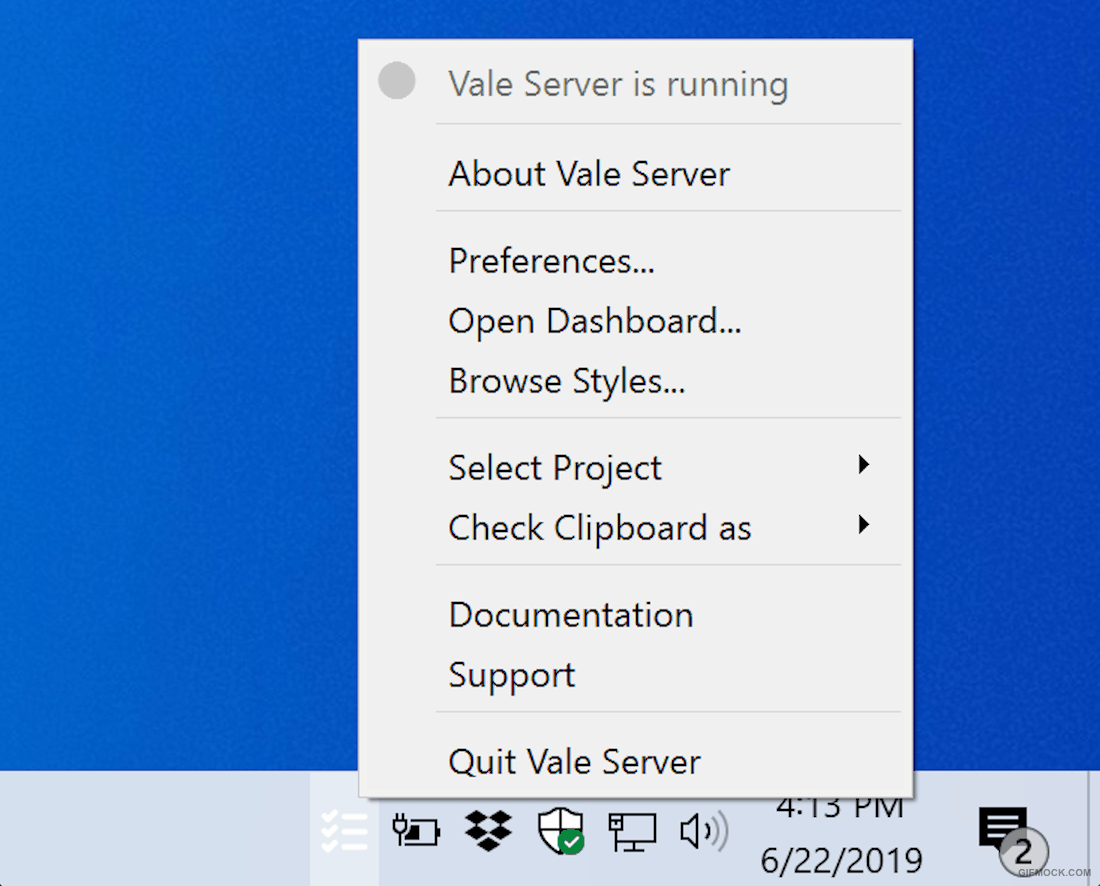 Vale Server is running
About Vale Server
Preferences...
Open Dashboard...
Browse Styles...
Select Project
Check Clipboard as
Documentation
Support
Quit Vale Server
4:13 PM
6/22/2019
2
GIFMOCK.COM